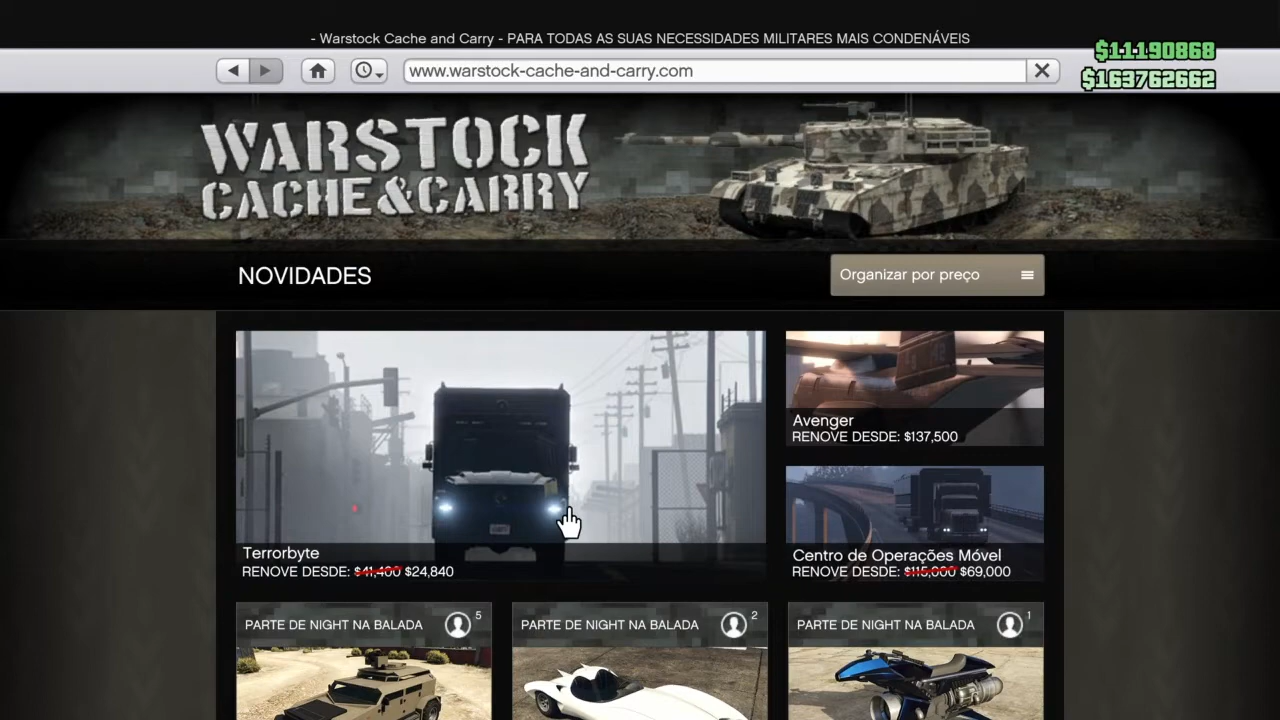 - Warstock Cache and Carry - PARA TODAS AS SUAS NECESSIDADES MILITARES MAIS CONDENÁVEIS
$11190868
www.warstock-cache-and-carry.com
$163762662
WARSTOCK
CACHE&CARRY
NOVIDADES
Organizar por preço
Avenger
RENOVE DESDE: $137,500
Terrorbyte
RENOVE DESDE: $41,400 $24,840
Centro de Operações Móvel
RENOVE DESDE: $115,000 $69,000
PARTE DE NIGHT NA BALADA 5
PARTE DE NIGHT NA BALADA 2
PARTE DE NIGHT NA BALADA 1